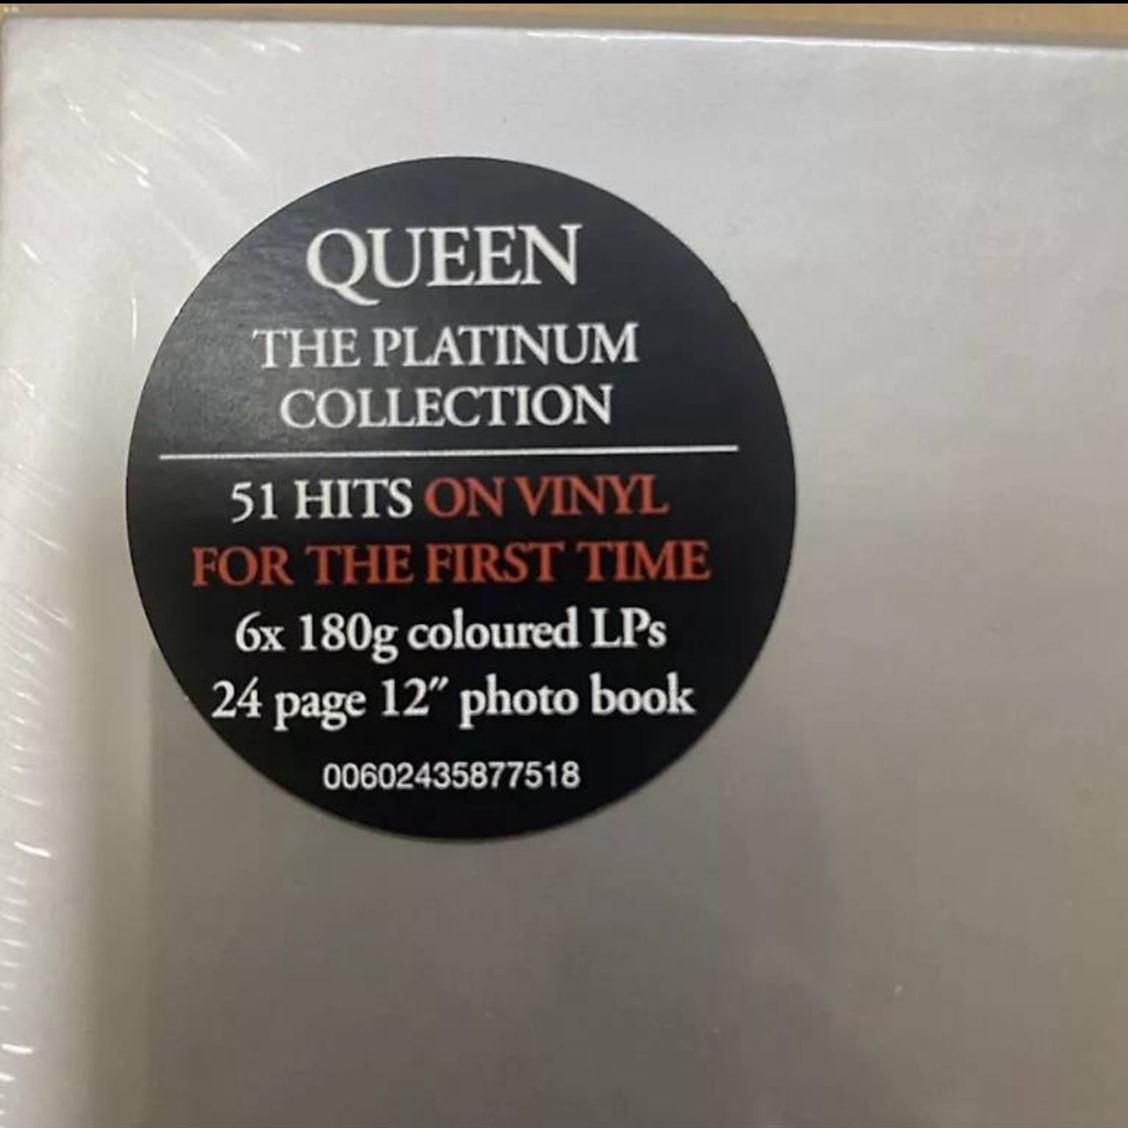 QUEEN
THE PLATINUM
COLLECTION
51 HITS ON VINYL
FOR THE FIRST TIME
6x 180g coloured LPs
24 page 12″ photo book
00602435877518